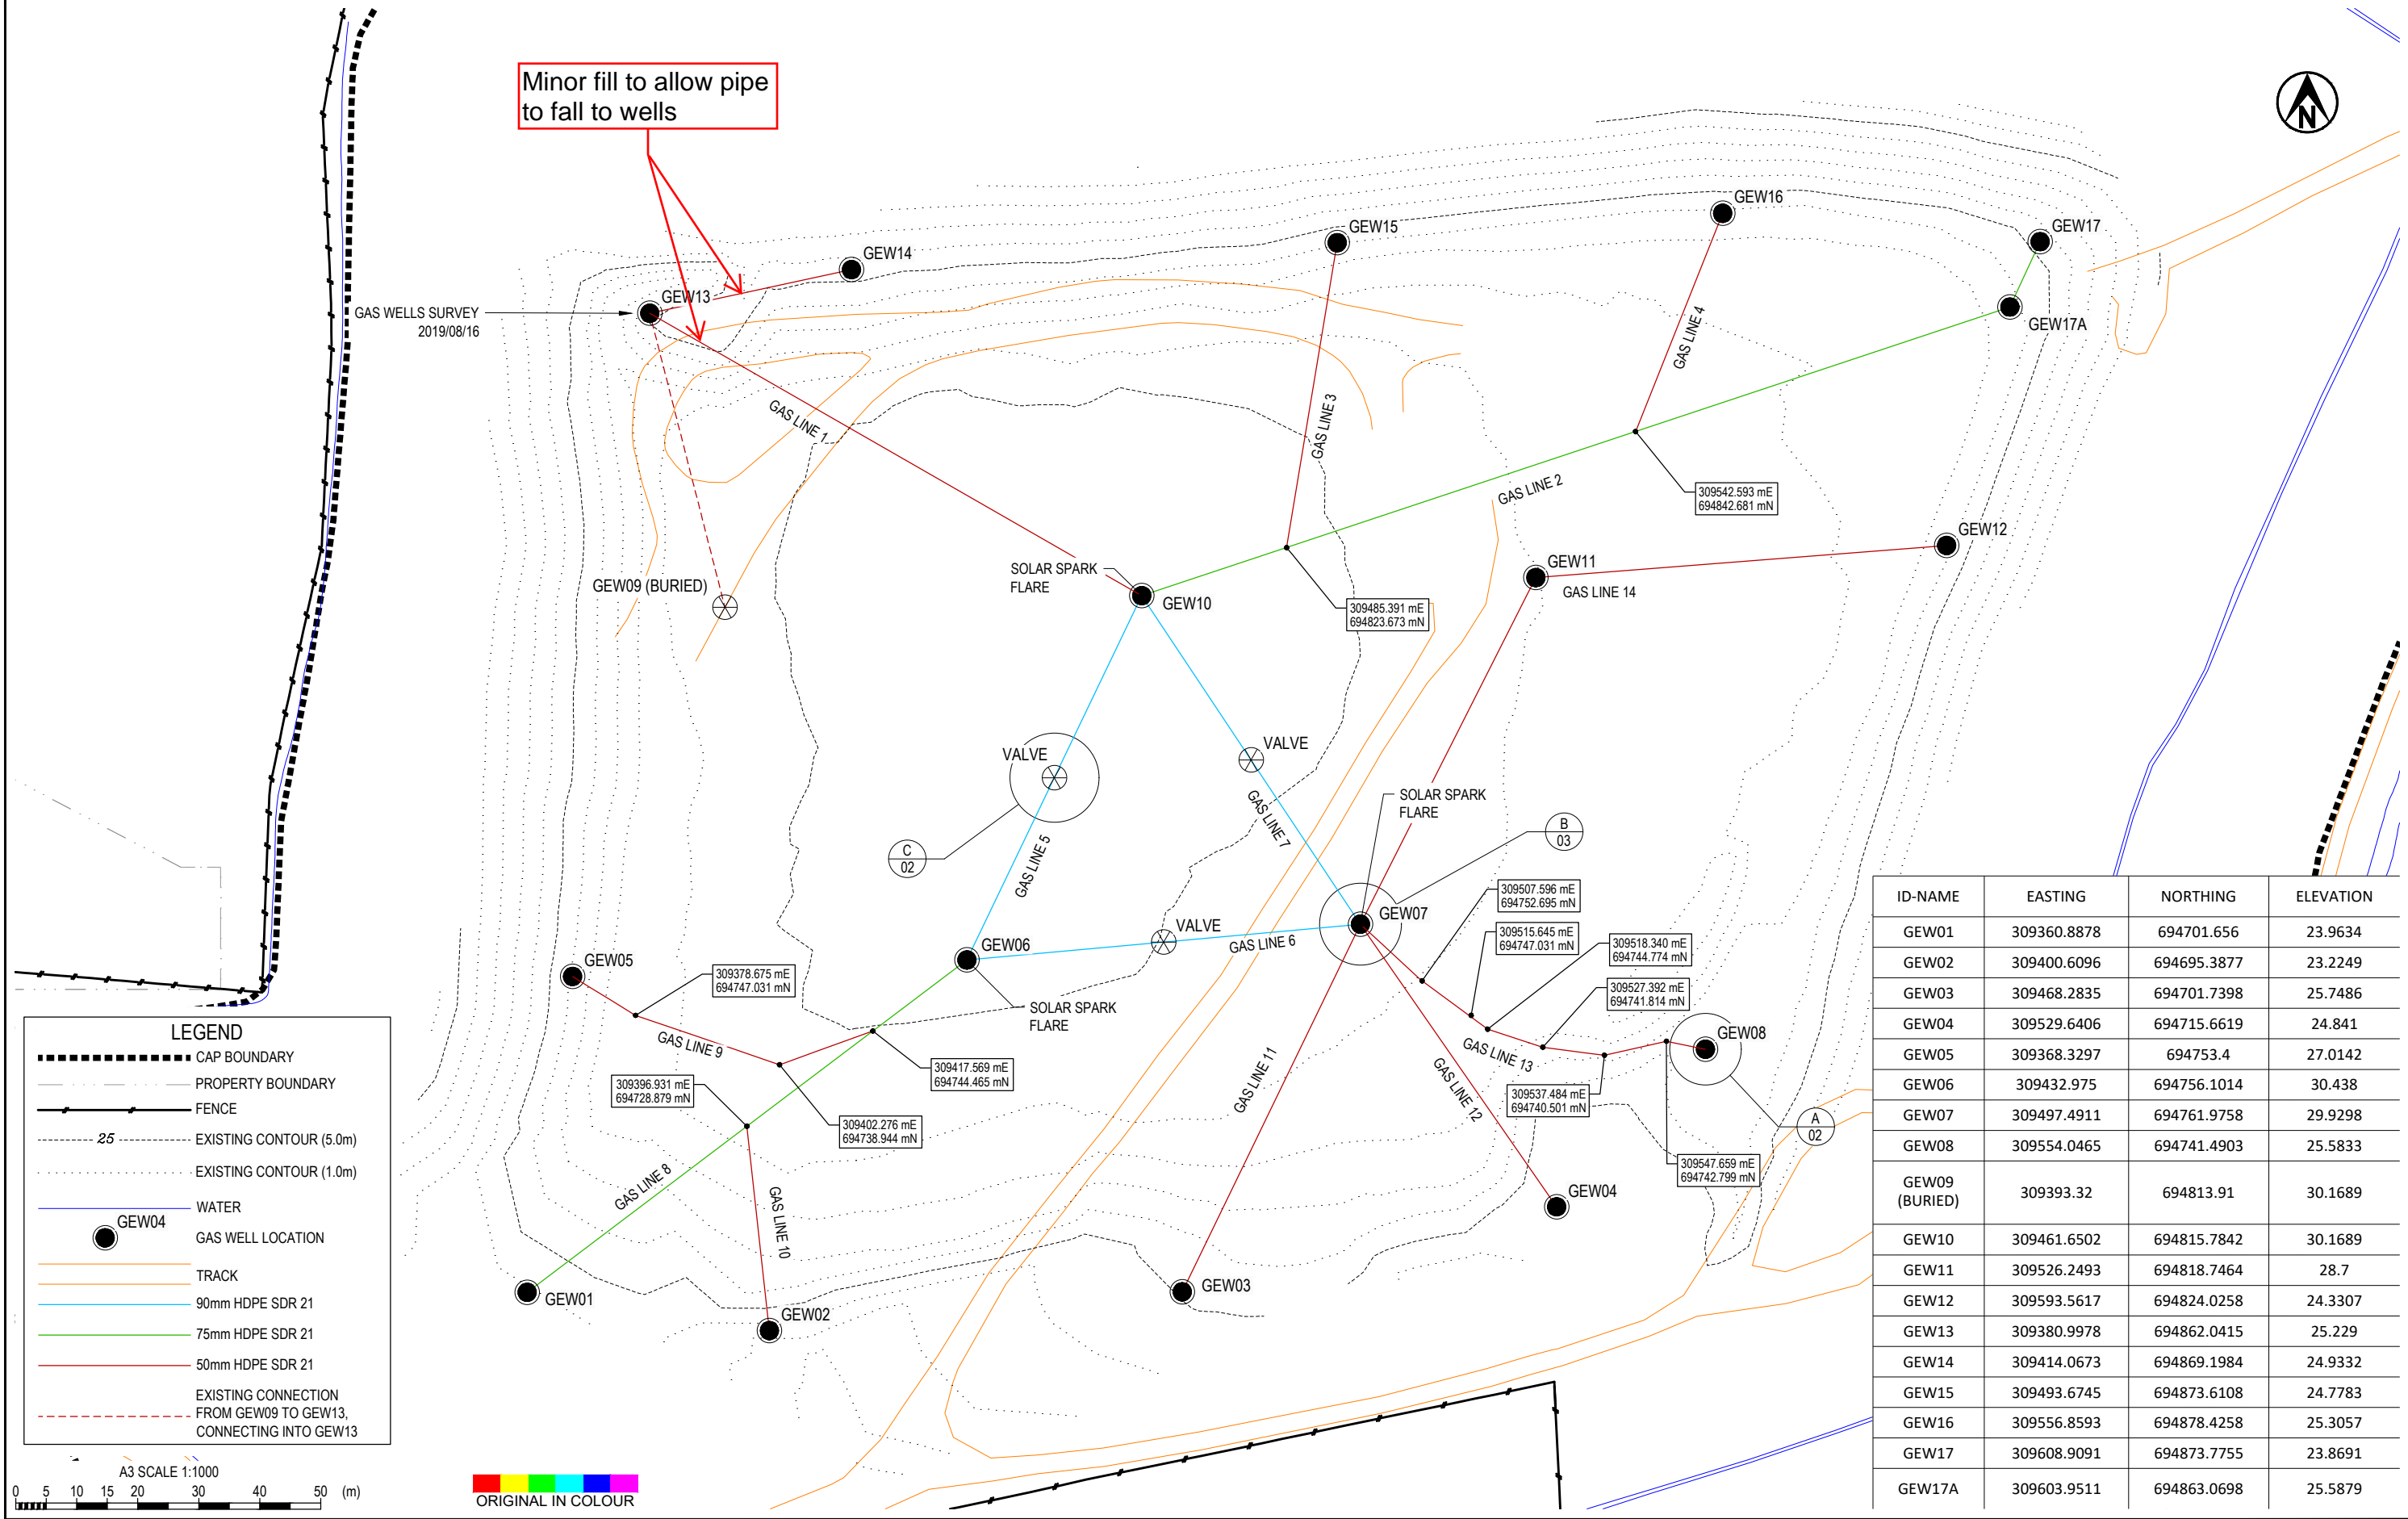 Minor fill to allow pipe
to fall to wells
N
GEW16
GEW15
GEW17
GEW14
GEW13
GAS WELLS SURVEY
2019/08/16
GEW17A
GAS LINE 4
GAS LINE 1
GAS LINE 3
GAS LINE 2
309542.593 mE
694842.681 mN
GEW12
GEW11
GAS LINE 14
SOLAR SPARK
FLARE
GEW09 (BURIED)
GEW10
309485.391 mE
694823.673 mN
VALVE
VALVE
GAS LINE 7
SOLAR SPARK
FLARE
B
03
C
02
GAS LINE 5
GEW07
309507.596 mE
694752.695 mN
VALVE
GAS LINE 6
309515.645 mE
694747.031 mN
309518.340 mE
694744.774 mN
GEW06
GEW05
309378.675 mE
694747.031 mN
309527.392 mE
694741.814 mN
SOLAR SPARK
FLARE
GEW08
GAS LINE 9
GAS LINE 13
309417.569 mE
694744.465 mN
309396.931 mE
694728.879 mN
GAS LINE 11
GAS LINE 12
309537.484 mE
694740.501 mN
309402.276 mE
694738.944 mN
A
02
309547.659 mE
694742.799 mN
GAS LINE 8
GAS LINE 10
GEW04
GEW03
GEW01
GEW02
LEGEND
CAP BOUNDARY
PROPERTY BOUNDARY
FENCE
25 EXISTING CONTOUR (5.0m)
EXISTING CONTOUR (1.0m)
WATER
GEW04
GAS WELL LOCATION
TRACK
90mm HDPE SDR 21
75mm HDPE SDR 21
50mm HDPE SDR 21
EXISTING CONNECTION
FROM GEW09 TO GEW13,
CONNECTING INTO GEW13
A3 SCALE 1:1000
0 5 10 15 20 30 40 50 (m)
ORIGINAL IN COLOUR
ID-NAME EASTING NORTHING ELEVATION
GEW01 309360.8878 694701.656 23.9634
GEW02 309400.6096 694695.3877 23.2249
GEW03 309468.2835 694701.7398 25.7486
GEW04 309529.6406 694715.6619 24.841
GEW05 309368.3297 694753.4 27.0142
GEW06 309432.975 694756.1014 30.438
GEW07 309497.4911 694761.9758 29.9298
GEW08 309554.0465 694741.4903 25.5833
GEW09
(BURIED) 309393.32 694813.91 30.1689
GEW10 309461.6502 694815.7842 30.1689
GEW11 309526.2493 694818.7464 28.7
GEW12 309593.5617 694824.0258 24.3307
GEW13 309380.9978 694862.0415 25.229
GEW14 309414.0673 694869.1984 24.9332
GEW15 309493.6745 694873.6108 24.7783
GEW16 309556.8593 694878.4258 25.3057
GEW17 309608.9091 694873.7755 23.8691
GEW17A 309603.9511 694863.0698 25.5879